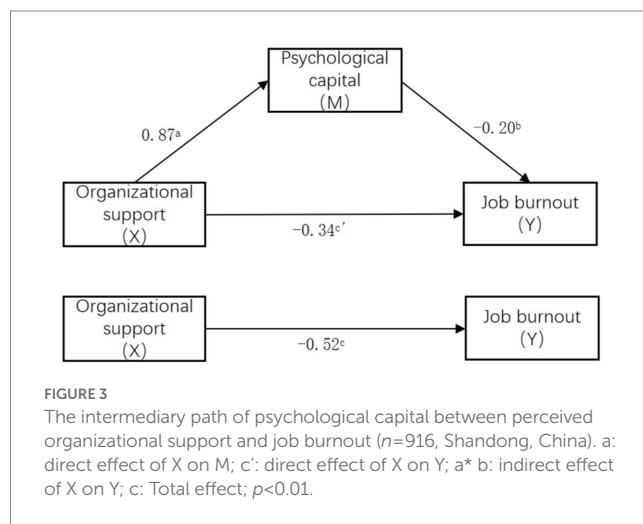 Psychological
capital
(M)
0.87ᵃ
-0.20ᵇ
Organizational
support
(X)
-0.34ᶜ'
Job burnout
(Y)
Organizational
support
(X)
-0.52ᶜ
Job burnout
(Y)
FIGURE 3
The intermediary path of psychological capital between perceived
organizational support and job burnout (n=916, Shandong, China). a:
direct effect of X on M; c’: direct effect of X on Y; a* b: indirect effect
of X on Y; c: Total effect; p<0.01.